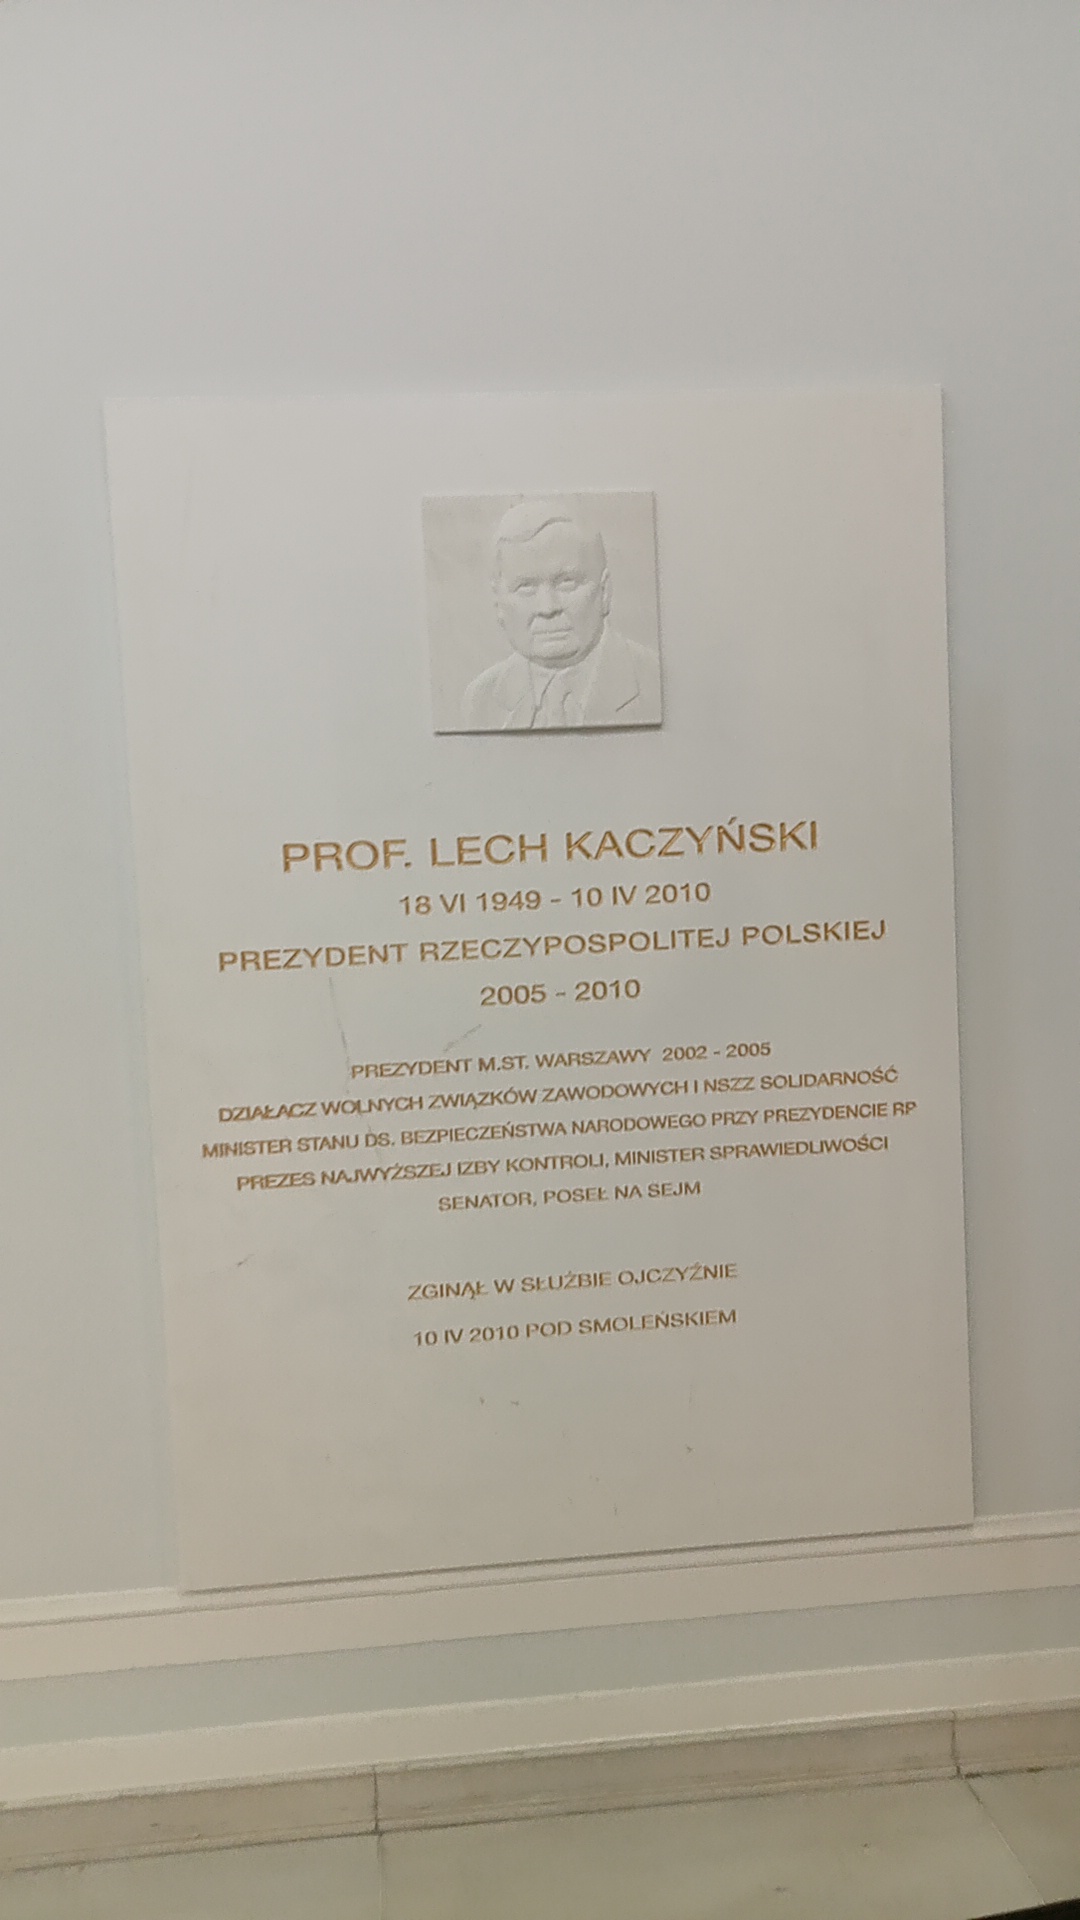 PROF. LECH KACZYŃSKI
18 VI 1949 - 10 IV 2010
PREZYDENT RZECZYPOSPOLITEJ POLSKIEJ
2005 - 2010
PREZYDENT M.ST. WARSZAWY 2002 - 2005
DZIAŁACZ WOLNYCH ZWIĄZKÓW ZAWODOWYCH I NSZZ SOLIDARNOŚĆ
MINISTER STANU DS. BEZPIECZEŃSTWA NARODOWEGO PRZY PREZYDENCIE RP
PREZES NAJWYŻSZEJ IZBY KONTROLI, MINISTER SPRAWIEDLIWOŚCI
SENATOR, POSEŁ NA SEJM
ZGINĄŁ W SŁUŻBIE OJCZYŹNIE
10 IV 2010 POD SMOLEŃSKIEM